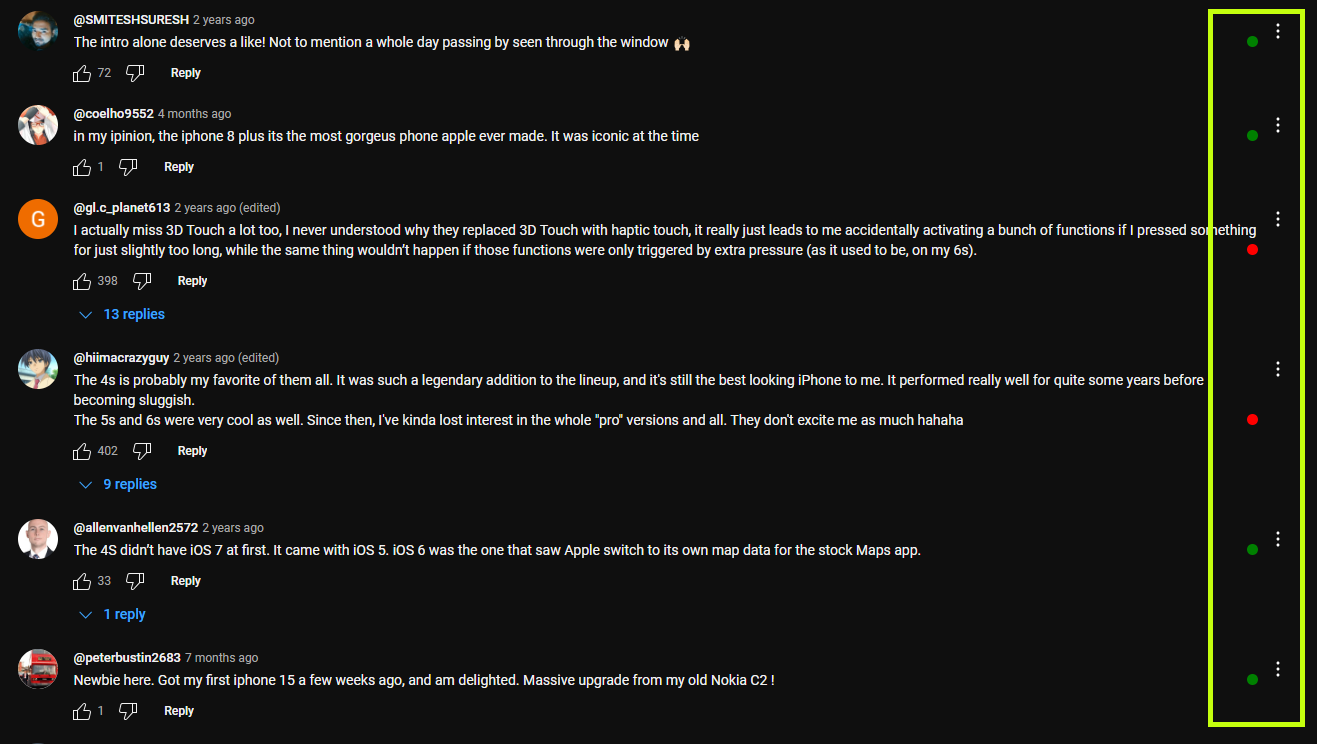 @SMITESHSURESH 2 years ago
The intro alone deserves a like! Not to mention a whole day passing by seen through the window 🙌🏻
72 Reply
@coelho9552 4 months ago
in my ipinion, the iphone 8 plus its the most gorgeus phone apple ever made. It was iconic at the time
1 Reply
G
@gl.c_planet613 2 years ago (edited)
I actually miss 3D Touch a lot too, I never understood why they replaced 3D Touch with haptic touch, it really just leads to me accidentally activating a bunch of functions if I pressed something
for just slightly too long, while the same thing wouldn’t happen if those functions were only triggered by extra pressure (as it used to be, on my 6s).
398 Reply
13 replies
@hiimacrazyguy 2 years ago (edited)
The 4s is probably my favorite of them all. It was such a legendary addition to the lineup, and it's still the best looking iPhone to me. It performed really well for quite some years before
becoming sluggish.
The 5s and 6s were very cool as well. Since then, I've kinda lost interest in the whole "pro" versions and all. They don't excite me as much hahaha
402 Reply
9 replies
@allenvanhellen2572 2 years ago
The 4S didn’t have iOS 7 at first. It came with iOS 5. iOS 6 was the one that saw Apple switch to its own map data for the stock Maps app.
33 Reply
1 reply
@peterbustin2683 7 months ago
Newbie here. Got my first iphone 15 a few weeks ago, and am delighted. Massive upgrade from my old Nokia C2 !
1 Reply